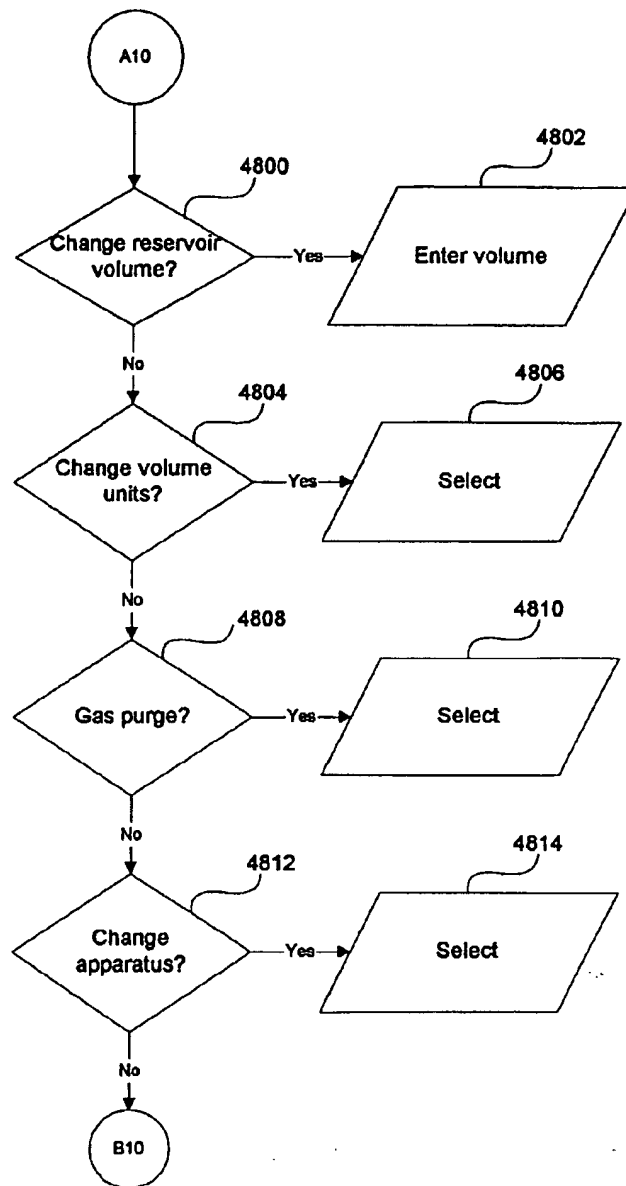 A10
4800
4802
Change reservoir
volume?
Yes
Enter volume
No
4804
4806
Change volume
units?
Yes
Select
No
4808
4810
Gas purge?
Yes
Select
No
4812
4814
Change
apparatus?
Yes
Select
No
B10